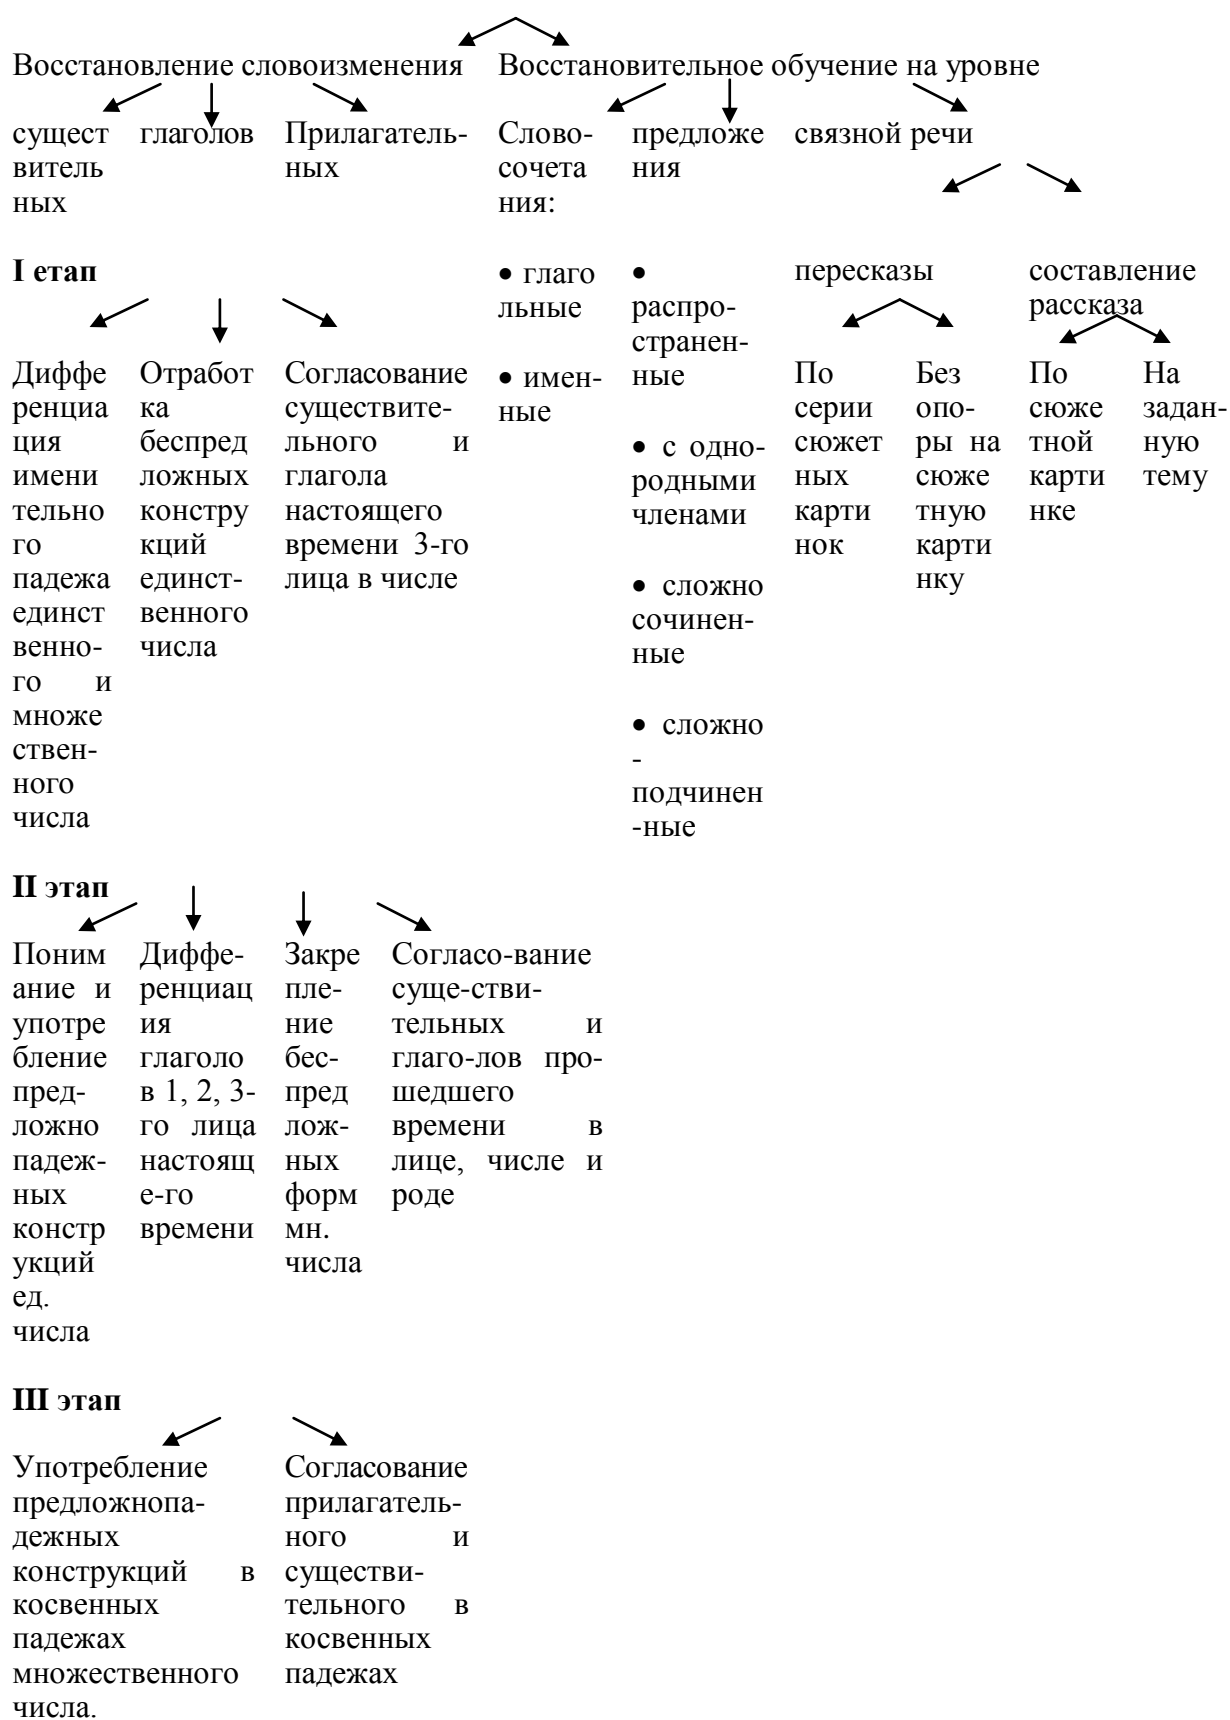 Восстановление словоизменения
Восстановительное обучение на уровне
сущест
витель
ных
глаголов
Прилагатель-
ных
Слово-
сочета
ния:
предложе
ния
связной речи
I етап
• глаго
льные
• имен-
ные
•
распро-
странен-
ные
• с одно-
родными
членами
• сложно
сочинен-
ные
• сложно
-
подчинен
-ные
пересказы
составление
рассказа
Диффе
ренциа
ция
имени
тельно
го
падежа
единст
венно-
го и
множе
ствен-
ного
числа
Отработ
ка
беспред
ложных
констру
кций
единст-
венного
числа
Согласование
существите-
льного и
глагола
настоящего
времени 3-го
лица в числе
По
серии
сюжет
ных
карти
нок
Без
опо-
ры на
сюже
тную
карти
нку
По
сюже
тной
карти
нке
На
задан-
ную
тему
II этап
Поним
ание и
употре
бление
пред-
ложно
падеж-
ных
констр
укций
ед.
числа
Диффе-
ренциац
ия
глаголо
в 1, 2, 3-
го лица
настоящ
е-го
времени
Закре
пле-
ние
бес-
пред
лож-
ных
форм
мн.
числа
Согласо-вание
суще-стви-
тельных и
глаго-лов про-
шедшего
времени в
лице, числе и
роде
III этап
Употребление
предложнопа-
дежных
конструкций в
косвенных
падежах
множественного
числа.
Согласование
прилагатель-
ного и
существи-
тельного в
косвенных
падежах